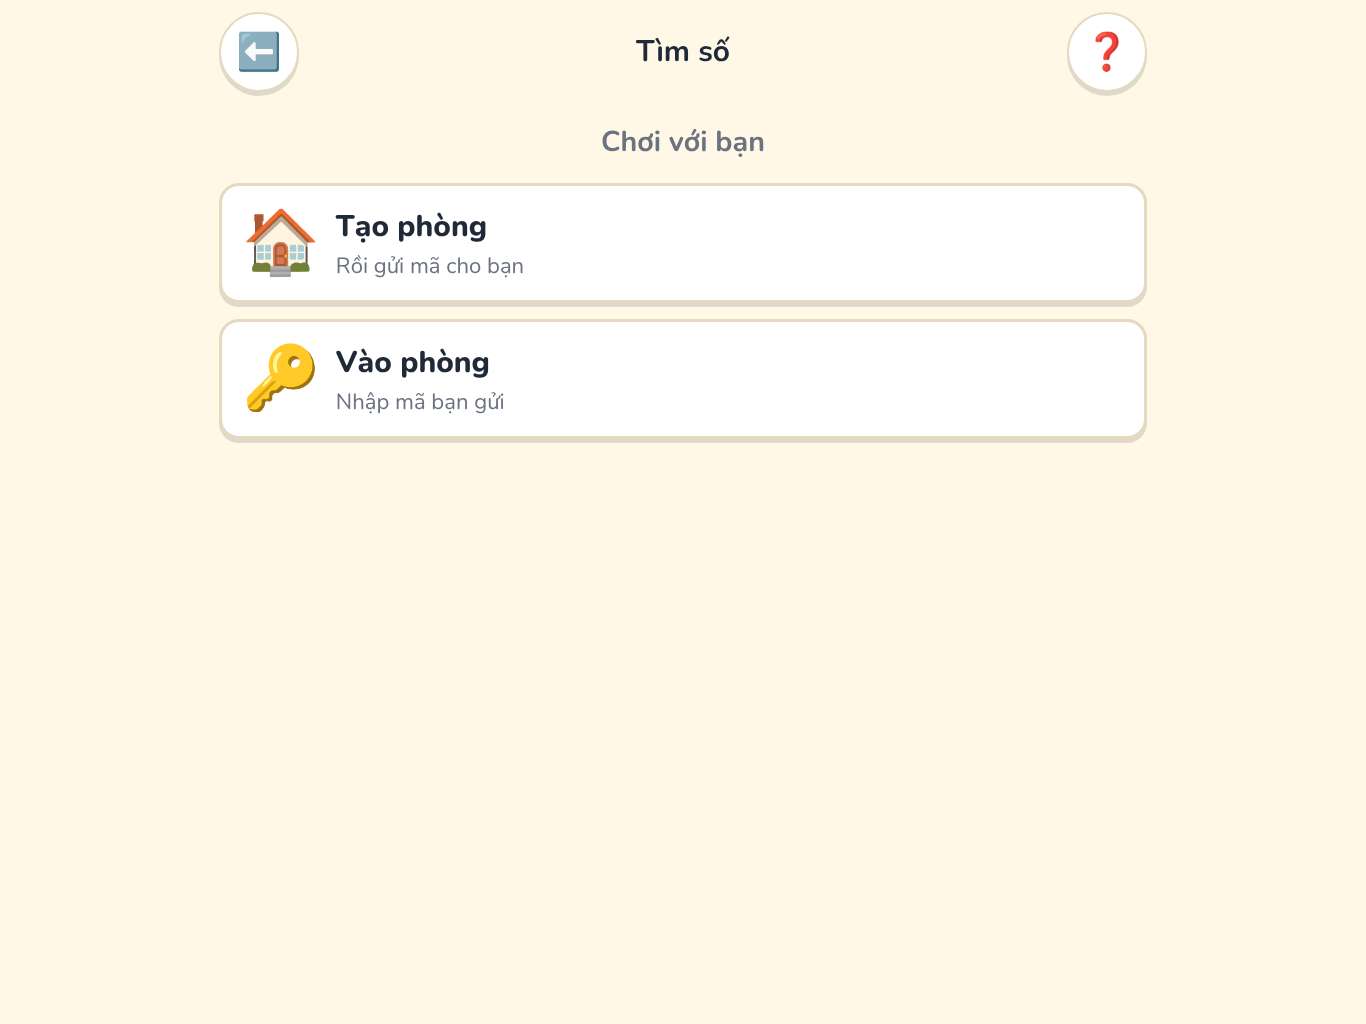 Tìm số
Chơi với bạn
Tạo phòng
Rồi gửi mã cho bạn
Vào phòng
Nhập mã bạn gửi